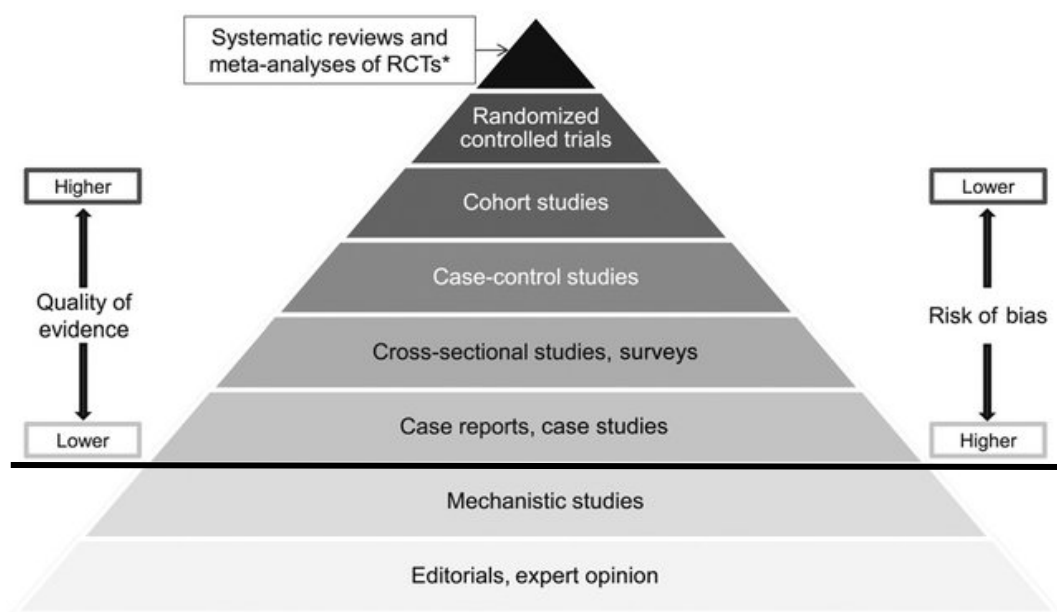 Systematic reviews and
meta-analyses of RCTs*
Randomized
controlled trials
Higher
Lower
Cohort studies
Case-control studies
Quality of
evidence
Risk of bias
Cross-sectional studies, surveys
Case reports, case studies
Lower
Higher
Mechanistic studies
Editorials, expert opinion